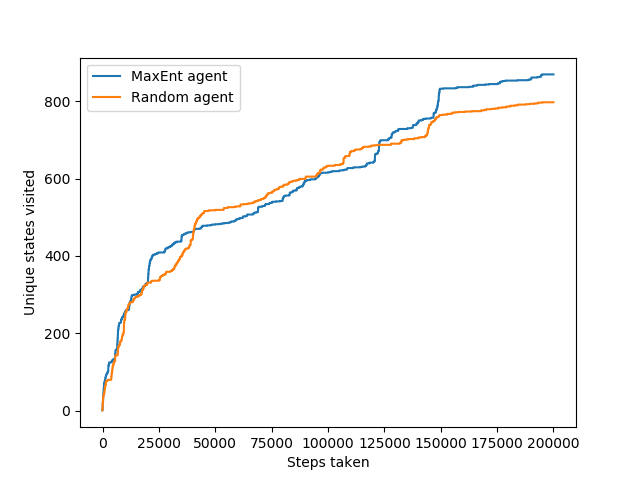 MaxEnt agent
Random agent
Unique states visited
800
600
400
200
0
0 25000 50000 75000 100000 125000 150000 175000 200000
Steps taken